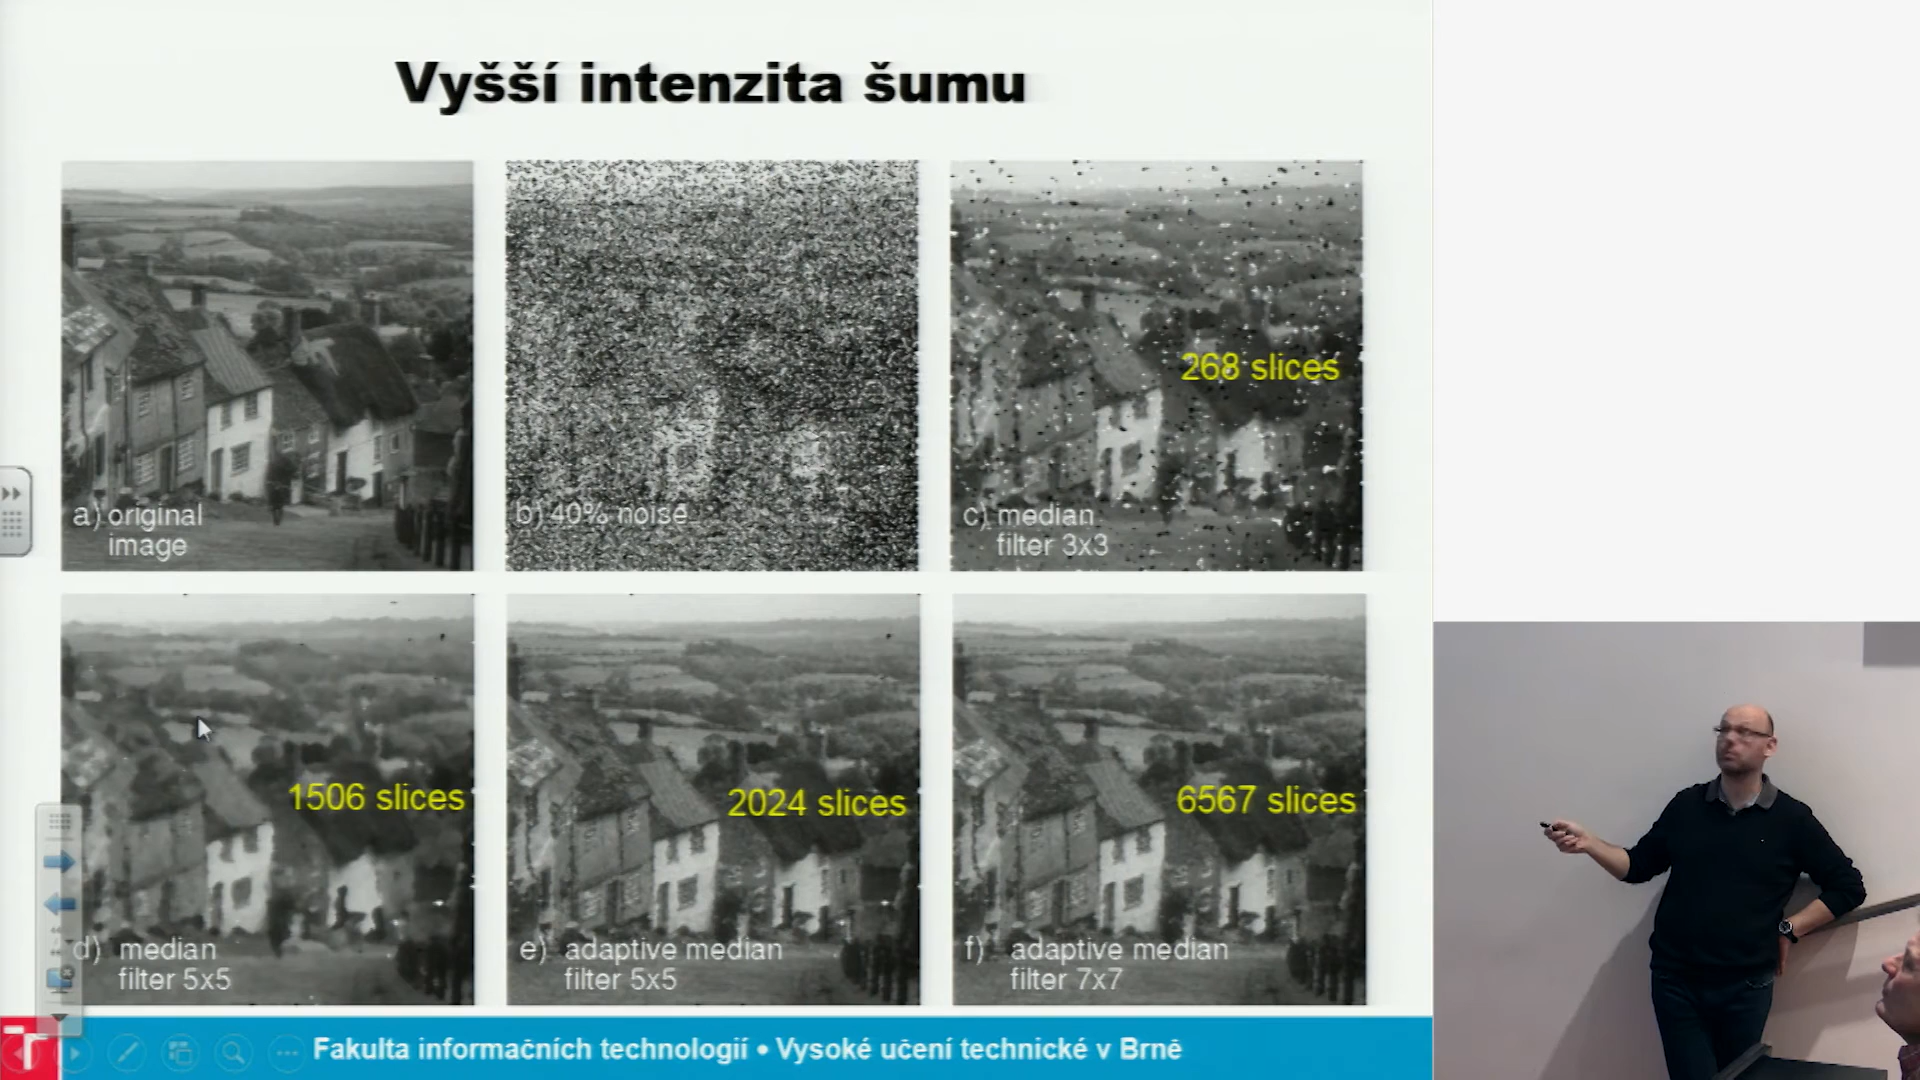 Vyšší intenzita šumu
a) original
image
b) 40% noise
c) median
filter 3x3
268 slices
d) median
filter 5x5
1506 slices
e) adaptive median
filter 5x5
2024 slices
f) adaptive median
filter 7x7
6567 slices
Fakulta informačních technologií • Vysoké učení technické v Brně